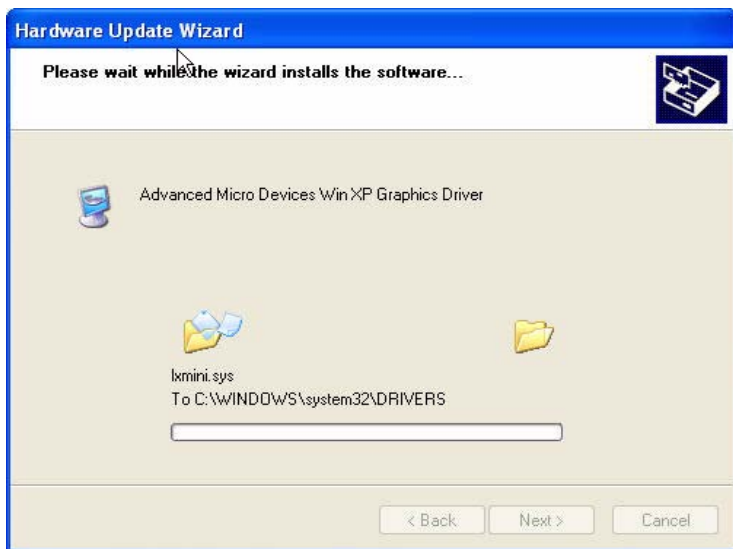 Hardware Update Wizard
Please wait while the wizard installs the software...
Advanced Micro Devices Win XP Graphics Driver
lxmini.sys
To C:\WINDOWS\system32\DRIVERS
< Back Next > Cancel